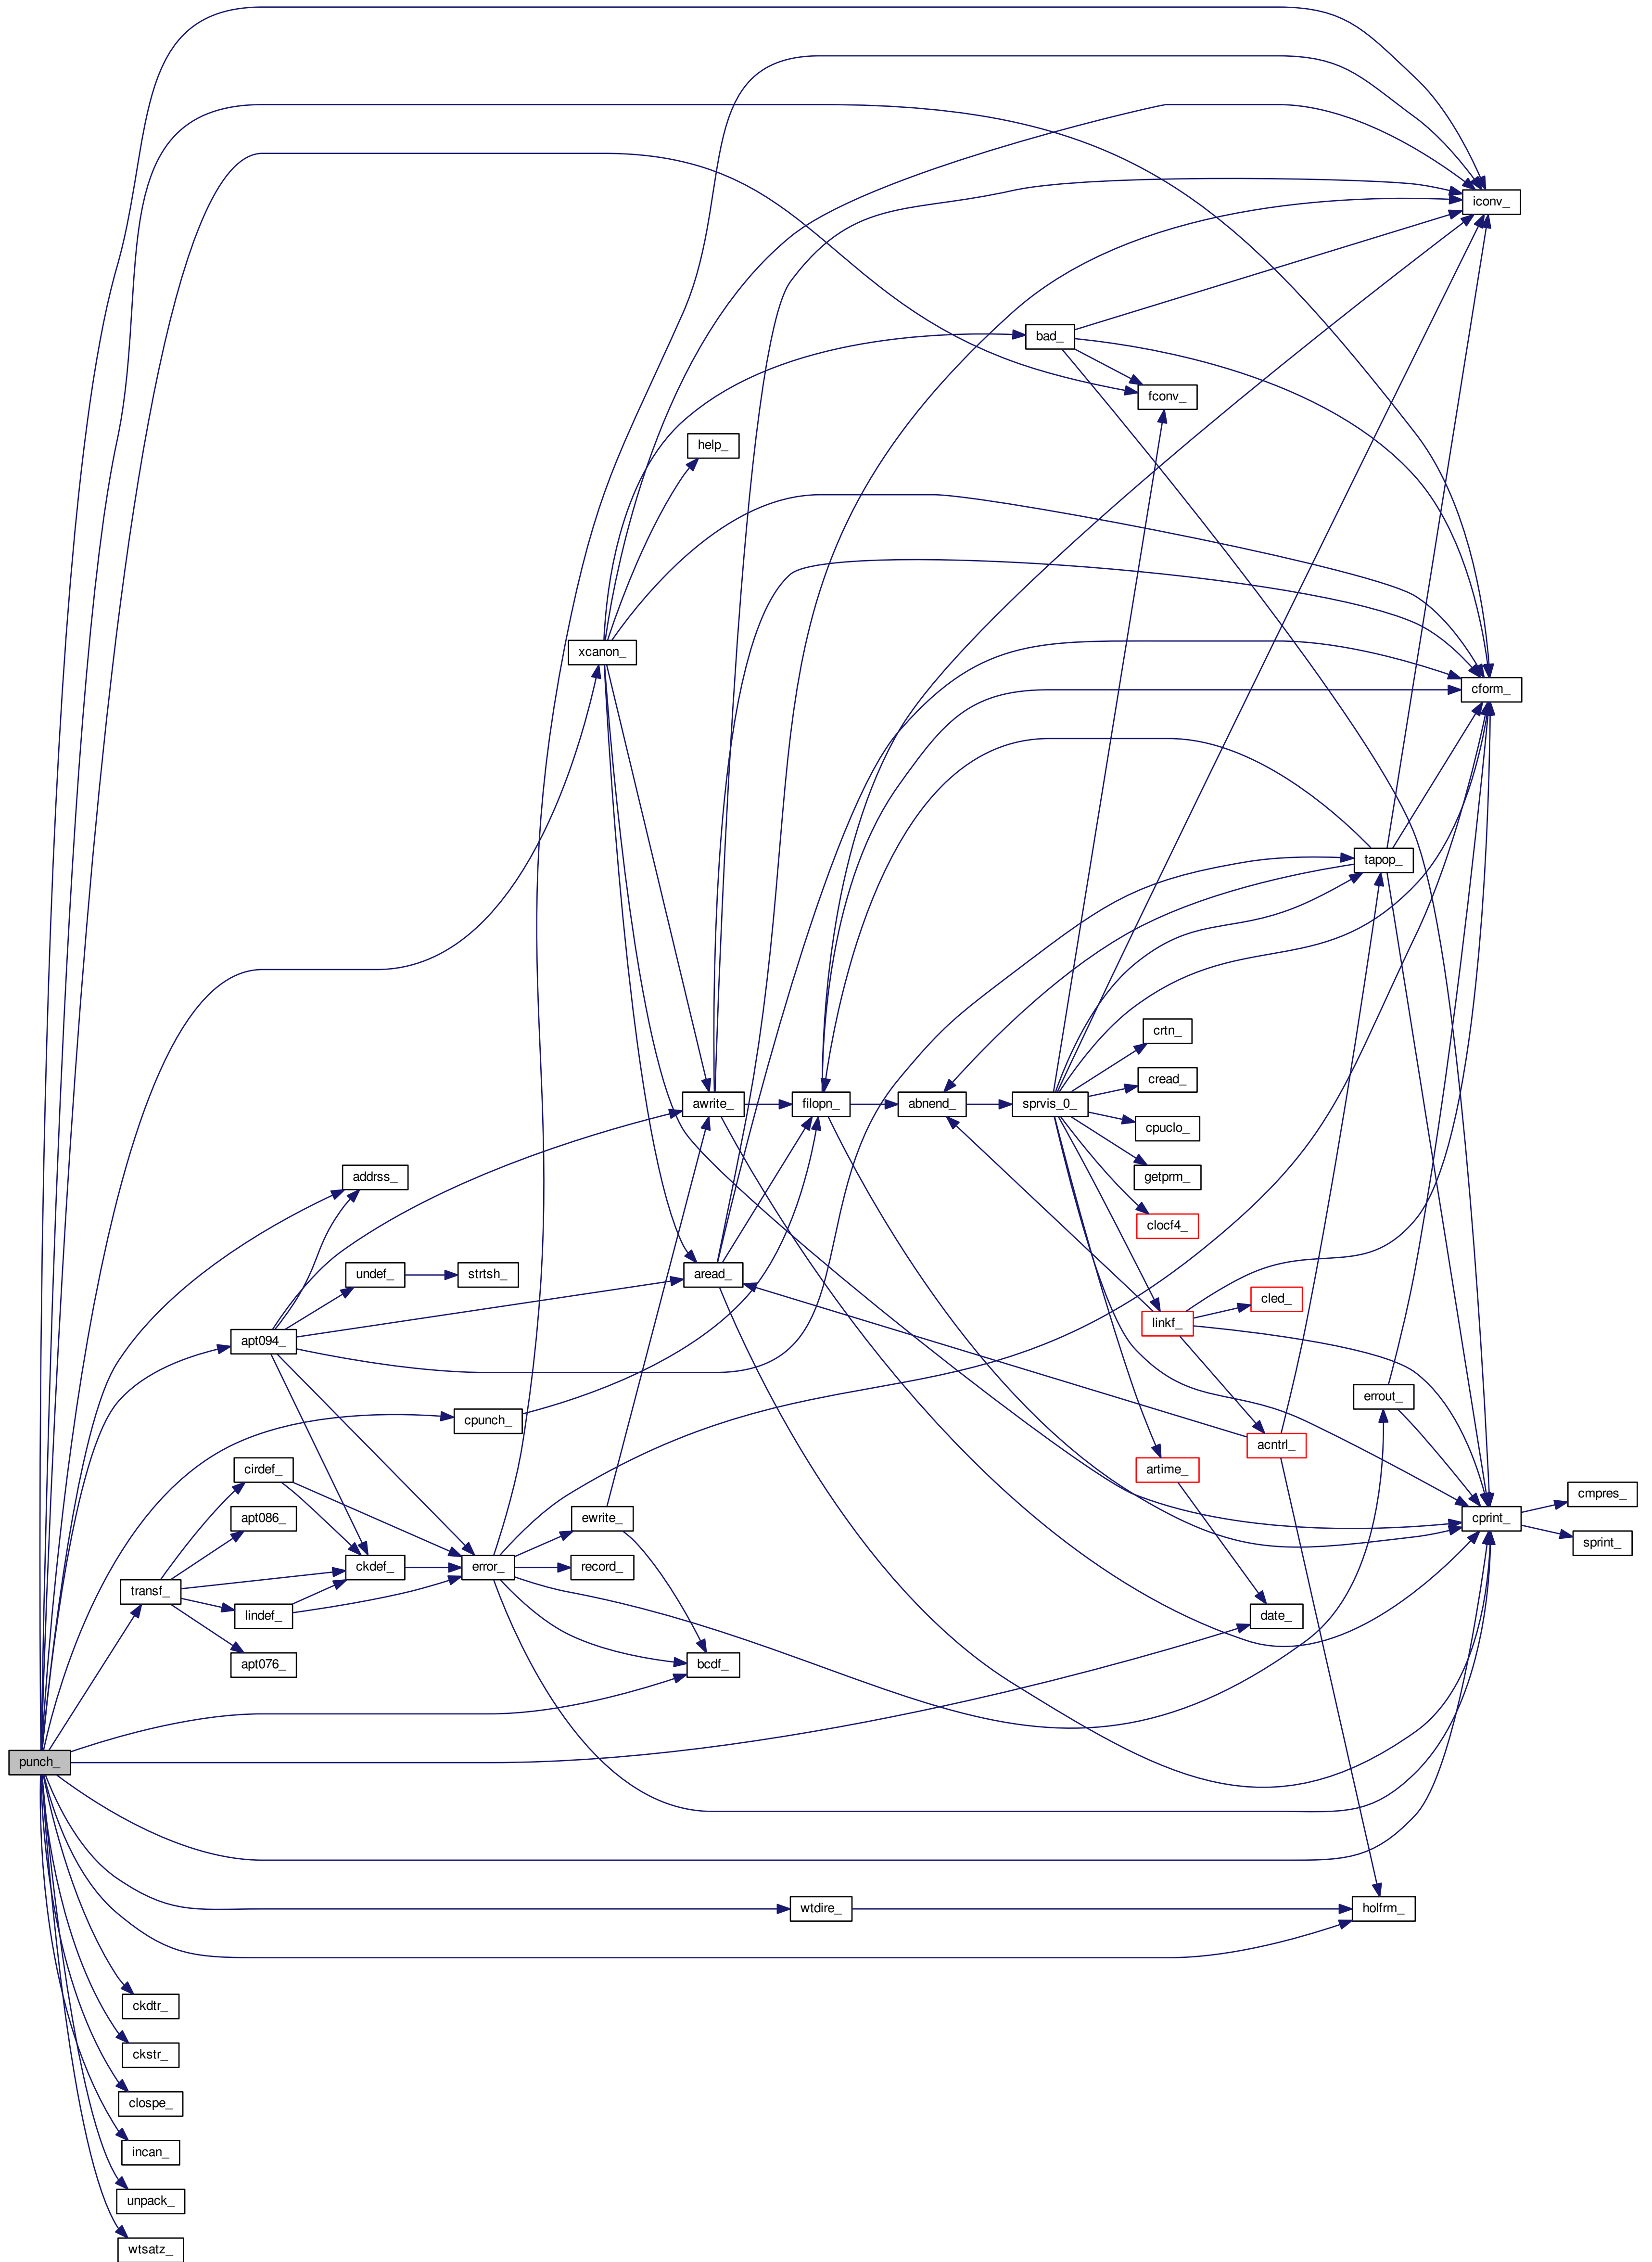 iconv_
bad_
fconv_
help_
xcanon_
cform_
tapop_
crtn_
cread_
awrite_
filopn_
abnend_
sprvis_0_
cpuclo_
addrss_
getprm_
clocf4_
undef_
strtsh_
aread_
cled_
linkf_
apt094_
errout_
cpunch_
acntrl_
cirdef_
artime_
cmpres_
apt086_
ewrite_
cprint_
sprint_
ckdef_
error_
record_
transf_
lindef_
date_
apt076_
bcdf_
punch_
wtdire_
holfrm_
ckdtr_
ckstr_
clospe_
incan_
unpack_
wtsatz_